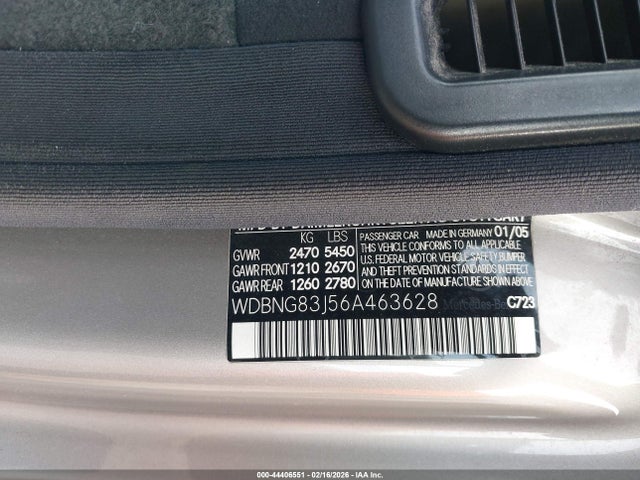 KG LBS
GVWR 2470 5450
GAWR FRONT 1210 2670
GAWR REAR 1260 2780
PASSENGER CAR MADE IN GERMANY 01/05
THIS VEHICLE CONFORMS TO ALL APPLICABLE
U.S. FEDERAL MOTOR VEHICLE SAFETY, BUMPER
AND THEFT PREVENTION STANDARDS IN EFFECT
ON THE DATE OF MANUFACTURE SHOWN ABOVE
WDBNG83J56A463628 Mercedes-Benz C723
000-44406551 - 02/16/2026 - IAA Inc.